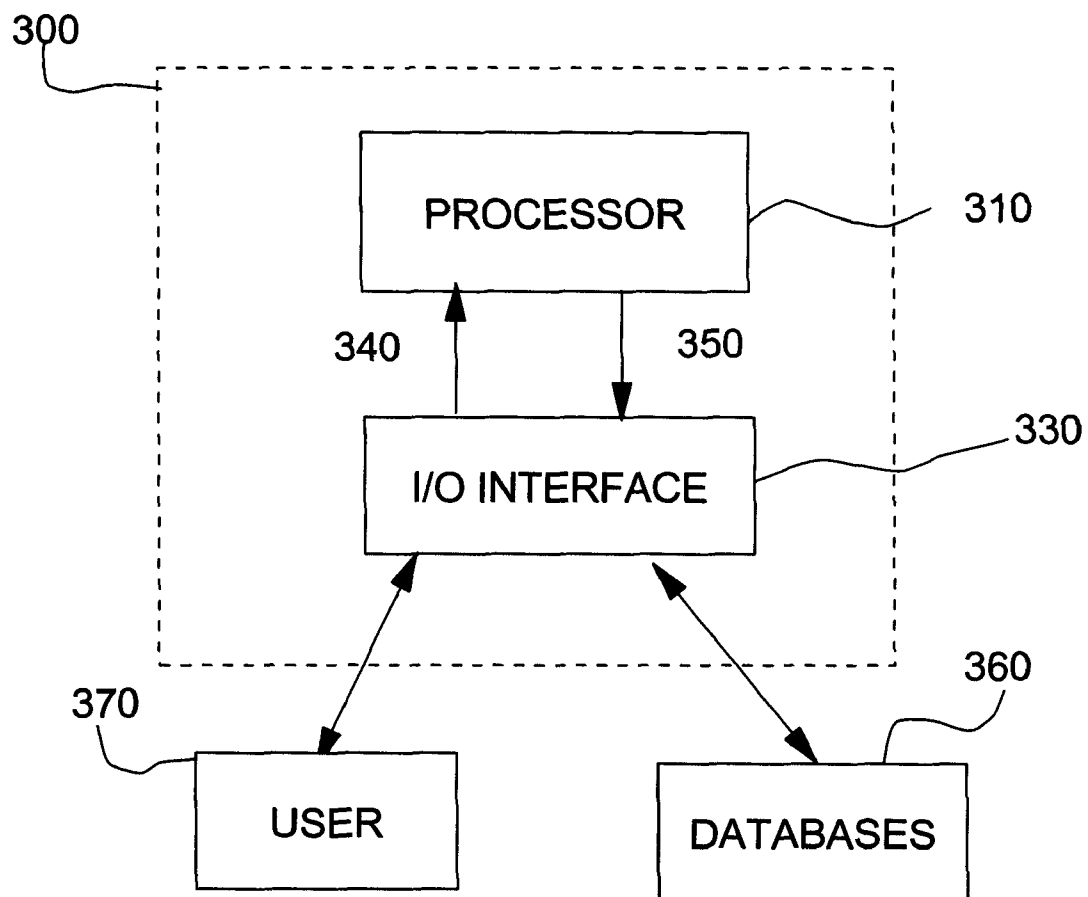 300
PROCESSOR
310
340
350
330
I/O INTERFACE
360
370
USER
DATABASES